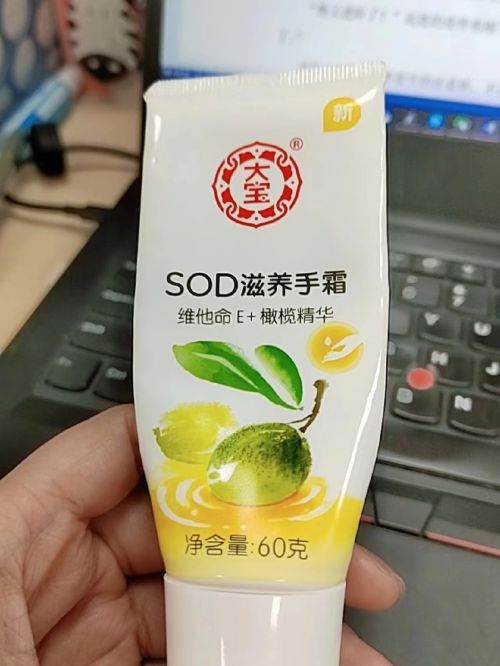 新
大宝®
SOD滋养手霜
维他命 E+ 橄榄精华
净含量:60克